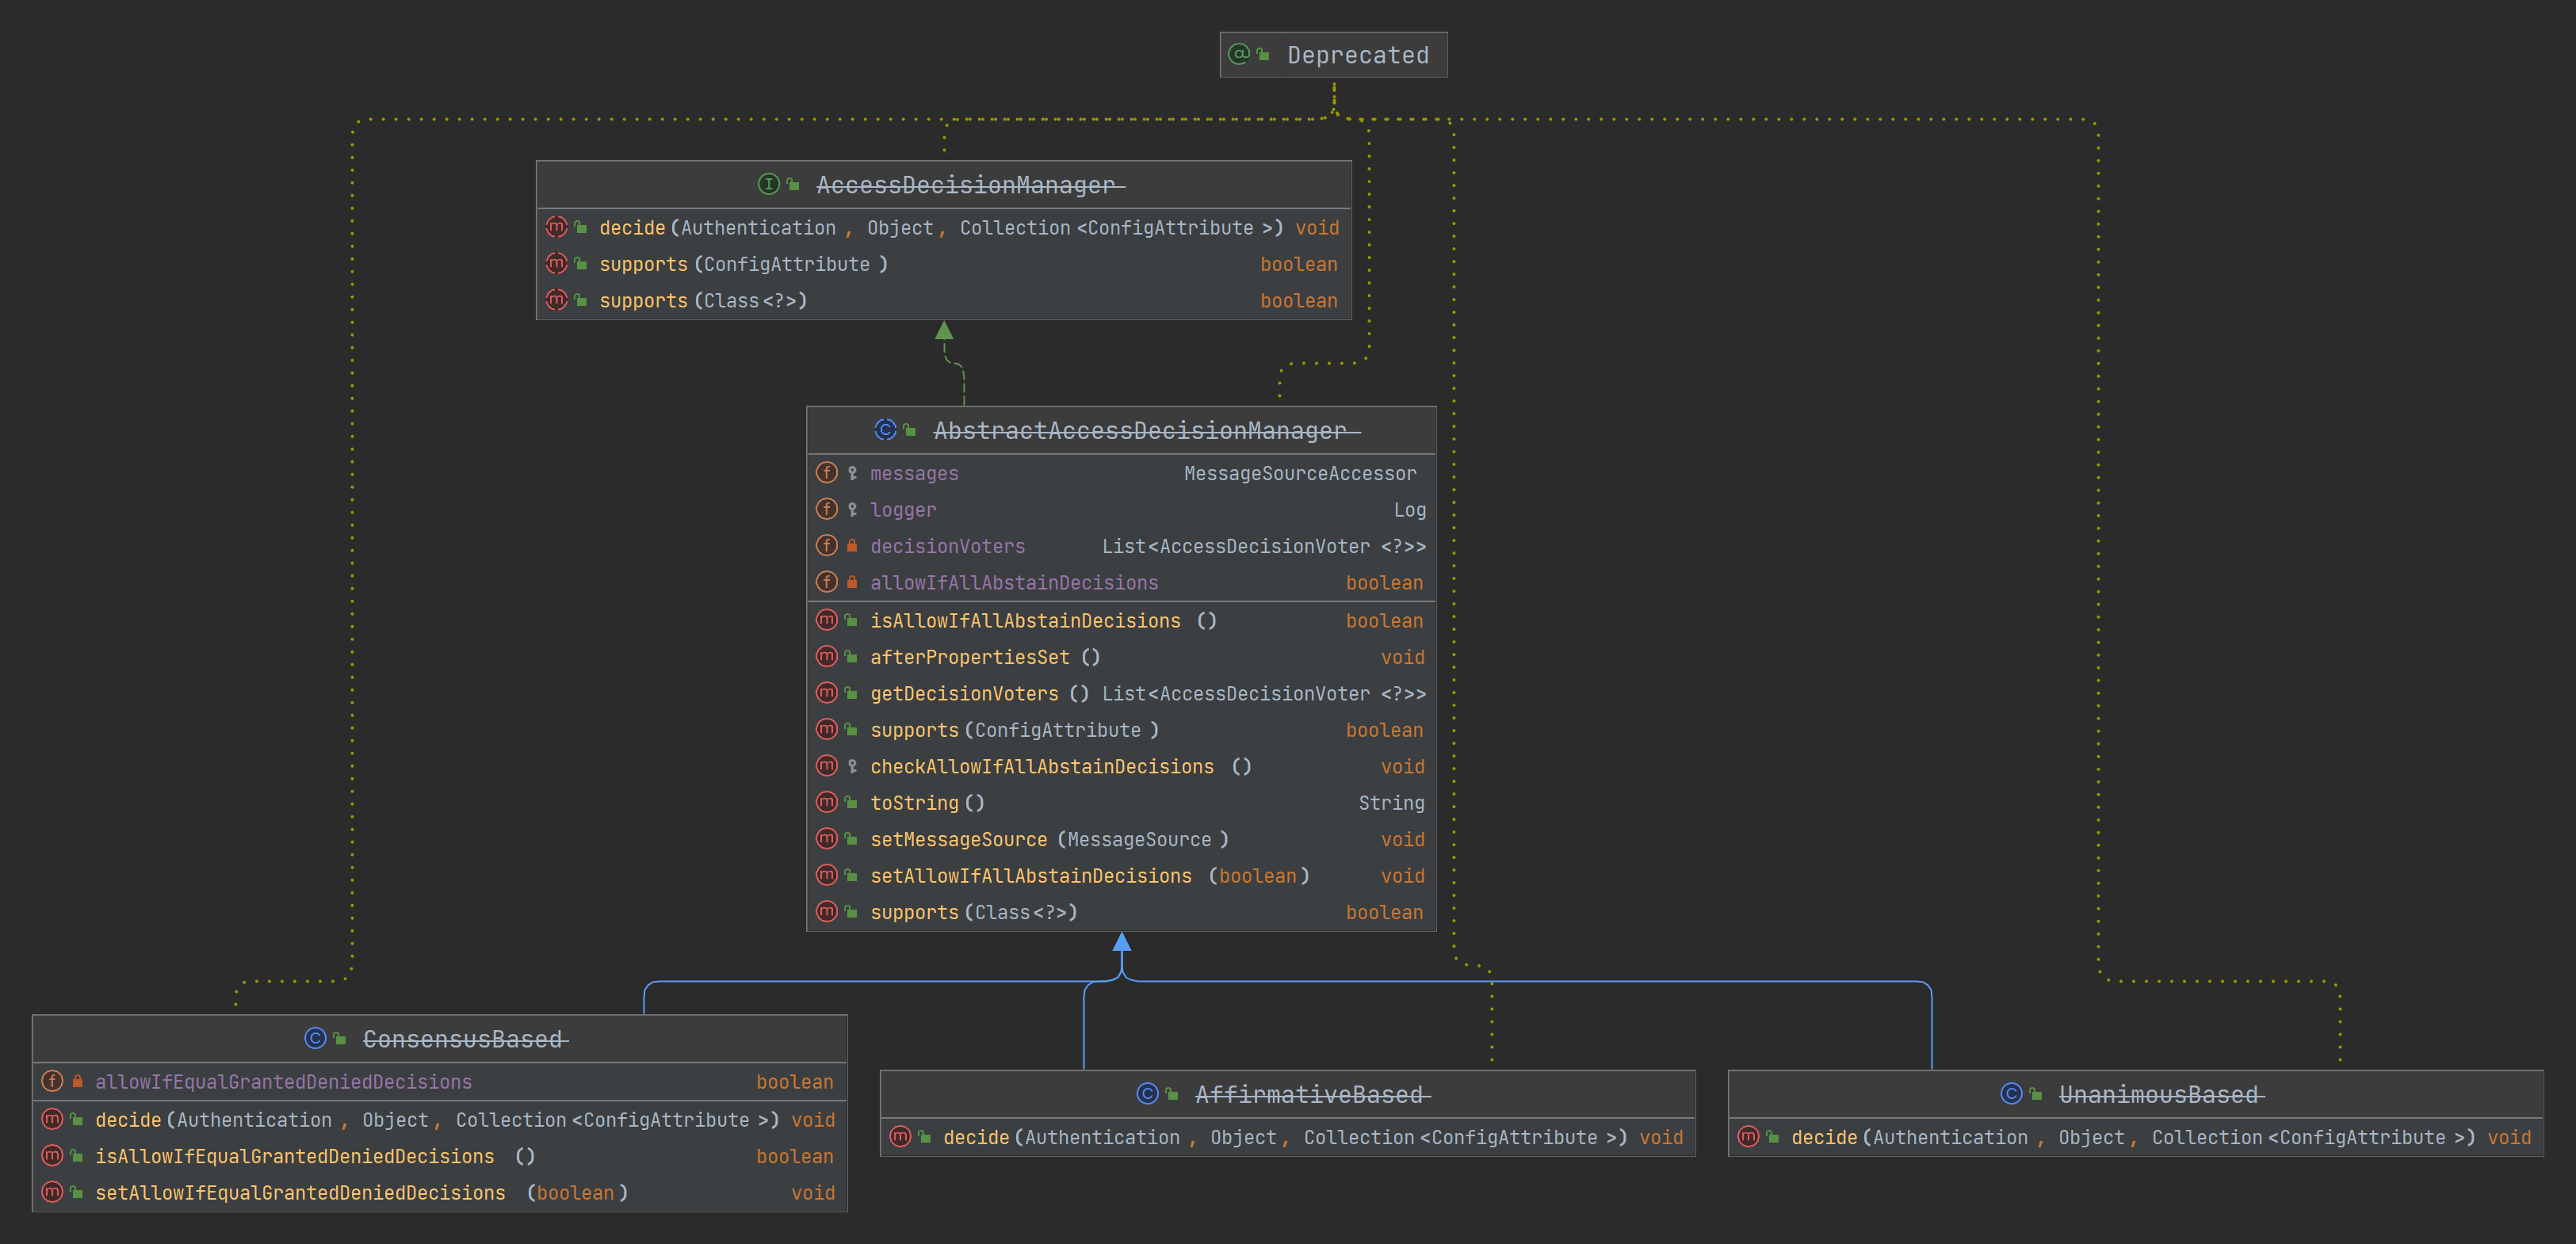 Deprecated
AccessDecisionManager
decide(Authentication, Object, Collection<ConfigAttribute>) void
supports(ConfigAttribute) boolean
supports(Class<?>) boolean
AbstractAccessDecisionManager
messages MessageSourceAccessor
logger Log
decisionVoters List<AccessDecisionVoter<?>>
allowIfAllAbstainDecisions boolean
isAllowIfAllAbstainDecisions() boolean
afterPropertiesSet() void
getDecisionVoters() List<AccessDecisionVoter<?>>
supports(ConfigAttribute) boolean
checkAllowIfAllAbstainDecisions() void
toString() String
setMessageSource(MessageSource) void
setAllowIfAllAbstainDecisions(boolean) void
supports(Class<?>) boolean
ConsensusBased
allowIfEqualGrantedDeniedDecisions boolean
decide(Authentication, Object, Collection<ConfigAttribute>) void
isAllowIfEqualGrantedDeniedDecisions() boolean
setAllowIfEqualGrantedDeniedDecisions(boolean) void
AffirmativeBased
decide(Authentication, Object, Collection<ConfigAttribute>) void
UnanimousBased
decide(Authentication, Object, Collection<ConfigAttribute>) void